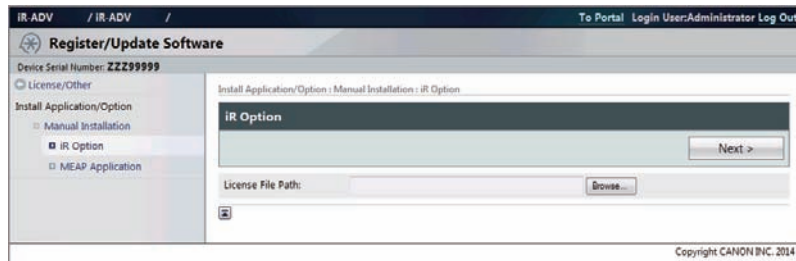 iR-ADV / iR-ADV / To Portal Login User:Administrator Log Out
Register/Update Software
Device Serial Number: ZZZ99999
License/Other
Install Application/Option : Manual Installation : iR Option
Install Application/Option
Manual Installation
iR Option
MEAP Application
iR Option
Next >
License File Path:
Browse...
Copyright CANON INC. 2014